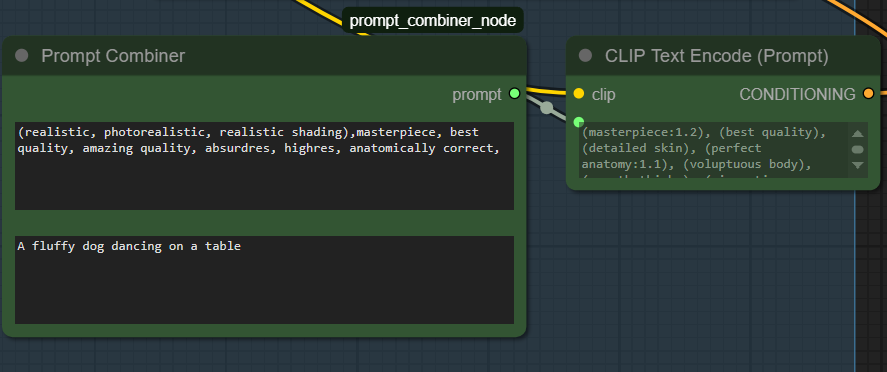 prompt_combiner_node
Prompt Combiner
prompt
(realistic, photorealistic, realistic shading),masterpiece, best
quality, amazing quality, absurdres, highres, anatomically correct,
A fluffy dog dancing on a table
CLIP Text Encode (Prompt)
clip
CONDITIONING
(masterpiece:1.2), (best quality),
(detailed skin), (perfect
anatomy:1.1), (voluptuous body),